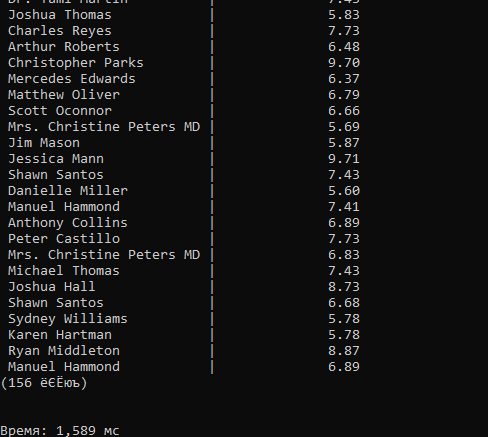 Dr. Tami Martin | 7.43
Joshua Thomas | 5.83
Charles Reyes | 7.73
Arthur Roberts | 6.48
Christopher Parks | 9.70
Mercedes Edwards | 6.37
Matthew Oliver | 6.79
Scott Oconnor | 6.66
Mrs. Christine Peters MD | 5.69
Jim Mason | 5.87
Jessica Mann | 9.71
Shawn Santos | 7.43
Danielle Miller | 5.60
Manuel Hammond | 7.41
Anthony Collins | 6.89
Peter Castillo | 7.73
Mrs. Christine Peters MD | 6.83
Michael Thomas | 7.43
Joshua Hall | 8.73
Shawn Santos | 6.68
Sydney Williams | 5.78
Karen Hartman | 5.78
Ryan Middleton | 8.87
Manuel Hammond | 6.89
(156 ёЄЁюъ)
Время: 1,589 мс